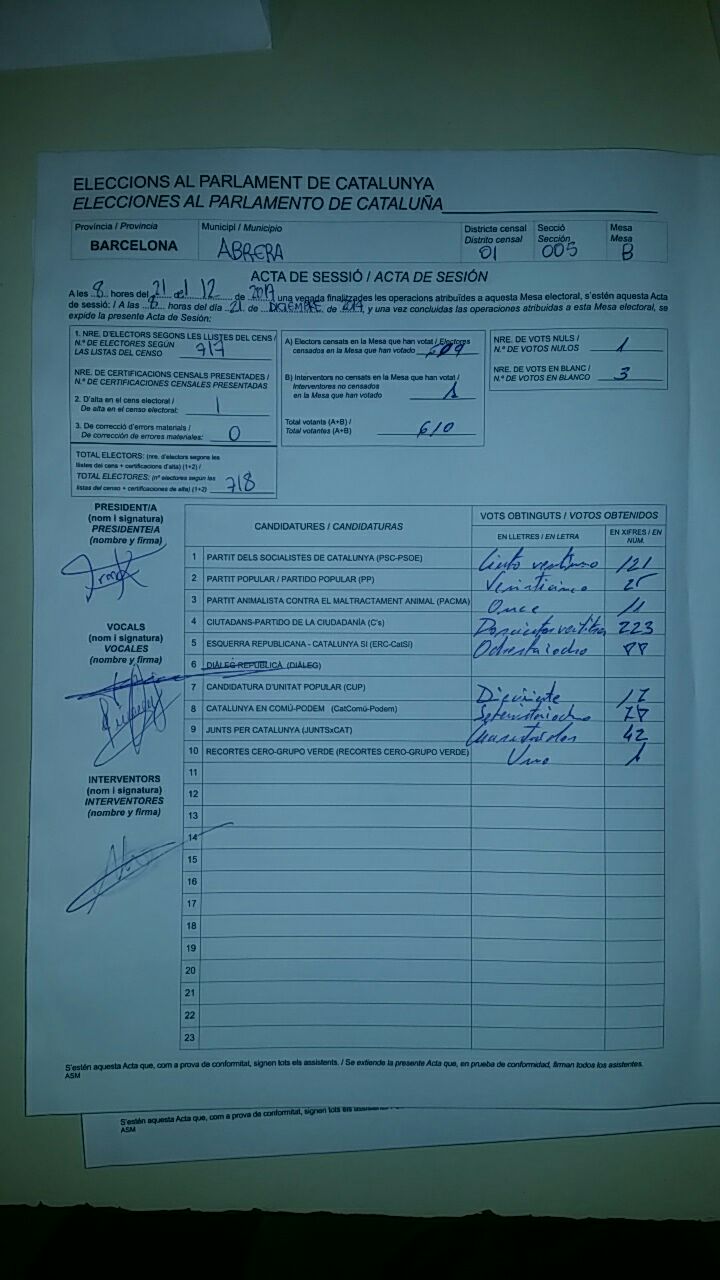 ELECCIONS AL PARLAMENT DE CATALUNYA
ELECCIONES AL PARLAMENTO DE CATALUÑA
Província / Provincia
BARCELONA
Municipi / Municipio
ABRERA
Districte censal
Distrito censal
01
Secció
Sección
005
Mesa
Mesa
B
ACTA DE SESSIÓ / ACTA DE SESIÓN
A les 8 hores del 21 del 12 de 2017 una vegada finalitzades les operacions atribuïdes a aquesta Mesa electoral, s'estén aquesta Acta
de sessió: / A las 8 horas del día 21 de DICIEMBRE de 2017, y una vez concluidas las operaciones atribuidas a esta Mesa electoral, se
expide la presente Acta de Sesión:
1. NRE. D'ELECTORS SEGONS LES LLISTES DEL CENS /
N.º DE ELECTORES SEGÚN
LAS LISTAS DEL CENSO 717
NRE. DE CERTIFICACIONS CENSALS PRESENTADES /
N.º DE CERTIFICACIONES CENSALES PRESENTADAS
2. D'alta en el cens electoral /
De alta en el censo electoral: 1
3. De correcció d'errors materials /
De corrección de errores materiales: 0
TOTAL ELECTORS: (nre. d'electors segons les
llistes del cens + certificacions d'alta) (1+2) /
TOTAL ELECTORES: (nº electores según las
listas del censo + certificaciones de alta) (1+2) 718
A) Electors censats en la Mesa que han votat / Electores
censados en la Mesa que han votado 609
B) Interventors no censats en la Mesa que han votat /
Interventores no censados
en la Mesa que han votado 1
Total votants (A+B) /
Total votantes (A+B) 610
NRE. DE VOTS NULS /
N.º DE VOTOS NULOS 1
NRE. DE VOTS EN BLANC /
N.º DE VOTOS EN BLANCO 3
PRESIDENT/A
(nom i signatura)
PRESIDENTE/A
(nombre y firma)
VOCALS
(nom i signatura)
VOCALES
(nombre y firma)
INTERVENTORS
(nom i signatura)
INTERVENTORES
(nombre y firma)
CANDIDATURES / CANDIDATURAS
VOTS OBTINGUTS / VOTOS OBTENIDOS
EN LLETRES / EN LETRA
EN XIFRES / EN NÚM.
1 PARTIT DELS SOCIALISTES DE CATALUNYA (PSC-PSOE) Ciento veintiuno 121
2 PARTIT POPULAR / PARTIDO POPULAR (PP) Veinticinco 25
3 PARTIT ANIMALISTA CONTRA EL MALTRACTAMENT ANIMAL (PACMA) Once 11
4 CIUTADANS-PARTIDO DE LA CIUDADANÍA (C's) 223
5 ESQUERRA REPUBLICANA - CATALUNYA SI (ERC-CatSI) Ochentaiocho 88
6 DIÀLEG REPUBLICÀ (DIÀLEG)
7 CANDIDATURA D'UNITAT POPULAR (CUP) 17
8 CATALUNYA EN COMÚ-PODEM (CatComú-Podem) Setentaiocho 78
9 JUNTS PER CATALUNYA (JUNTSxCAT) Cuarentaidos 42
10 RECORTES CERO-GRUPO VERDE (RECORTES CERO-GRUPO VERDE) Uno 1
11
12
13
14
15
16
17
18
19
20
21
22
23
S'estén aquesta Acta que, com a prova de conformitat, signen tots els assistents. / Se extiende la presente Acta que, en prueba de conformidad, firman todos los asistentes.
ASM
S'estén aquesta Acta que, com a prova de conformitat, signen tots els assistents. /
ASM